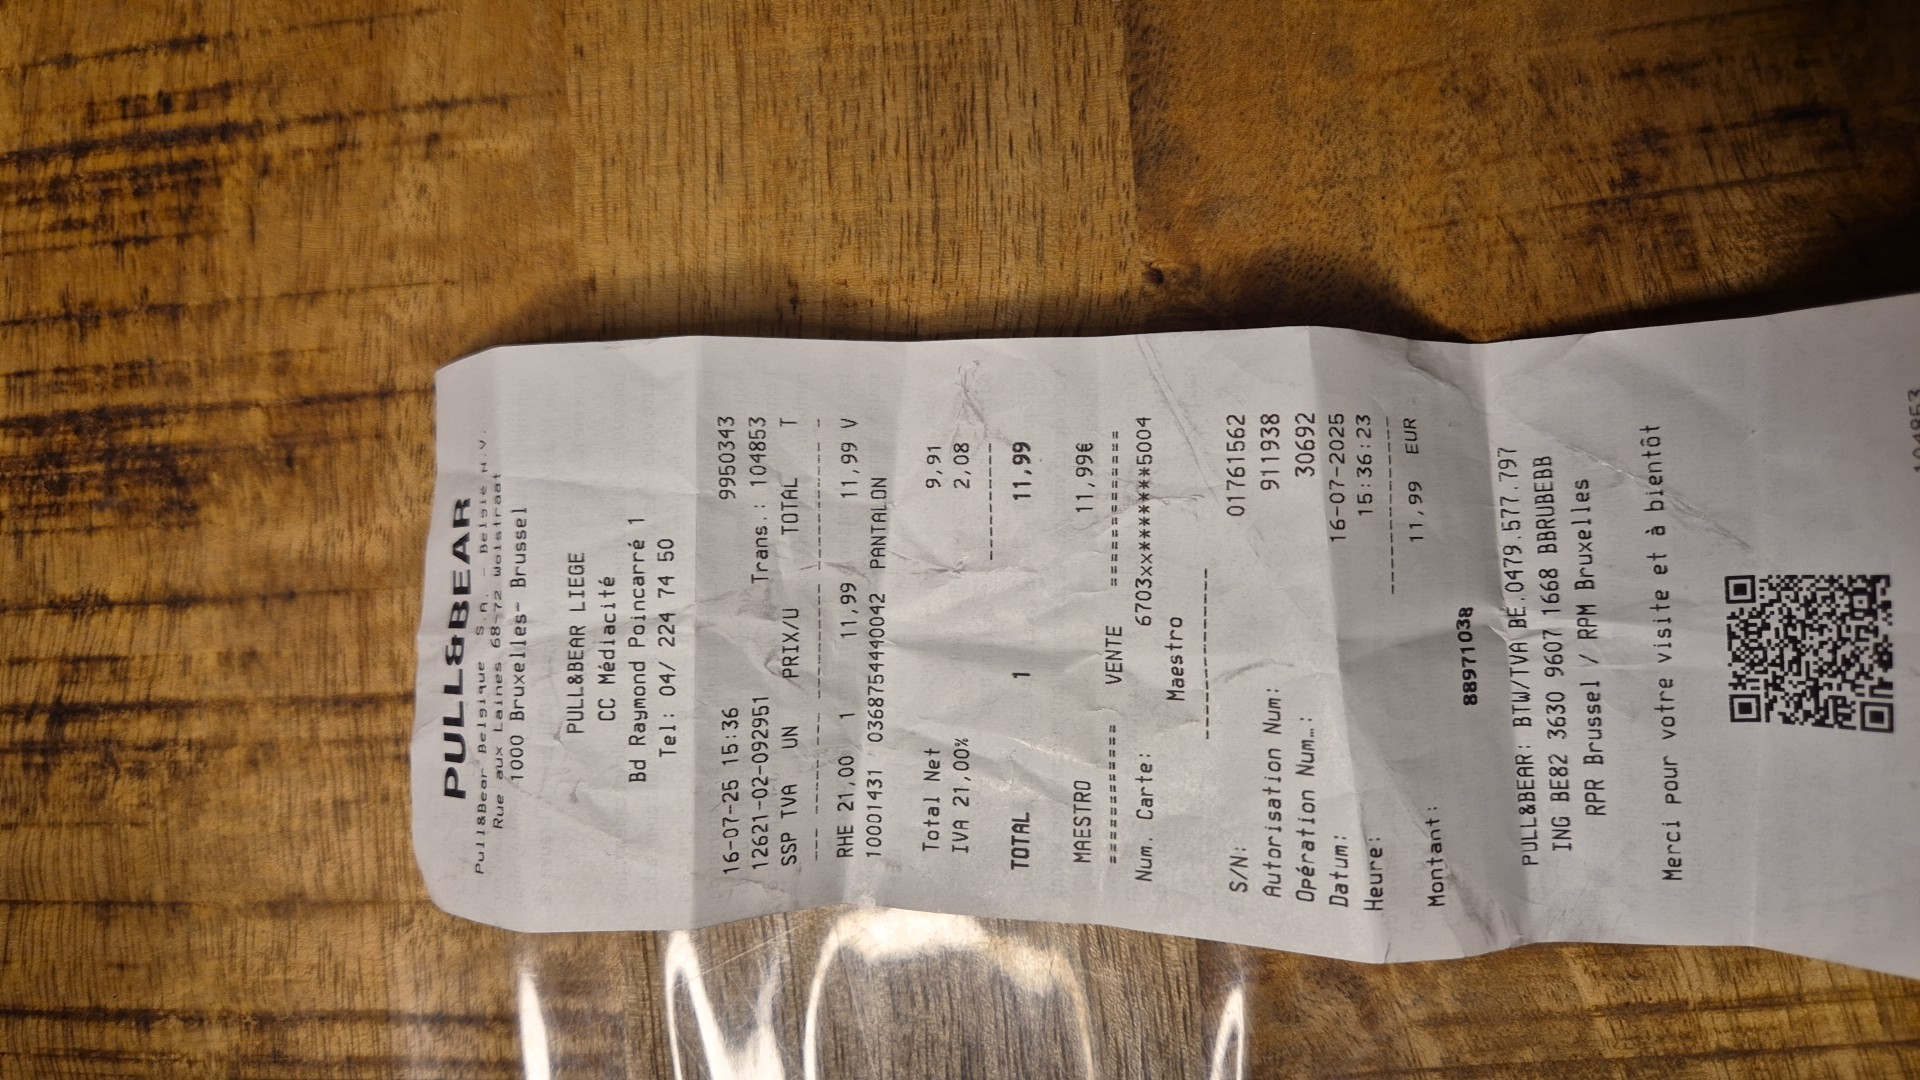 PULL&BEAR
Pull&Bear Belgique S.A. - Belgie N.V.
Rue aux Laines 68-72 Wolstraat
1000 Bruxelles- Brussel
PULL&BEAR LIEGE
CC Médiacité
Bd Raymond Poincarré 1
Tel: 04/ 224 74 50
16-07-25 15:36 9950343
12621-02-092951 Trans.: 104853
SSP TVA UN PRIX/U TOTAL T
RHE 21,00 1 11,99 11,99 V
10001431 03687544400042 PANTALON
Total Net 9,91
IVA 21,00% 2,08
TOTAL 1 11,99
MAESTRO 11,99€
=========== VENTE ============
Num. Carte: 6703xx********5004
Maestro
S/N: 01761562
Autorisation Num: 911938
Opération Num…: 30692
Datum: 16-07-2025
Heure: 15:36:23
Montant: 11,99 EUR
88971038
PULL&BEAR: BTW/TVA BE.0479.577.797
ING BE82 3630 9607 1668 BBRUBEBB
RPR Brussel / RPM Bruxelles
Merci pour votre visite et à bientôt
104853